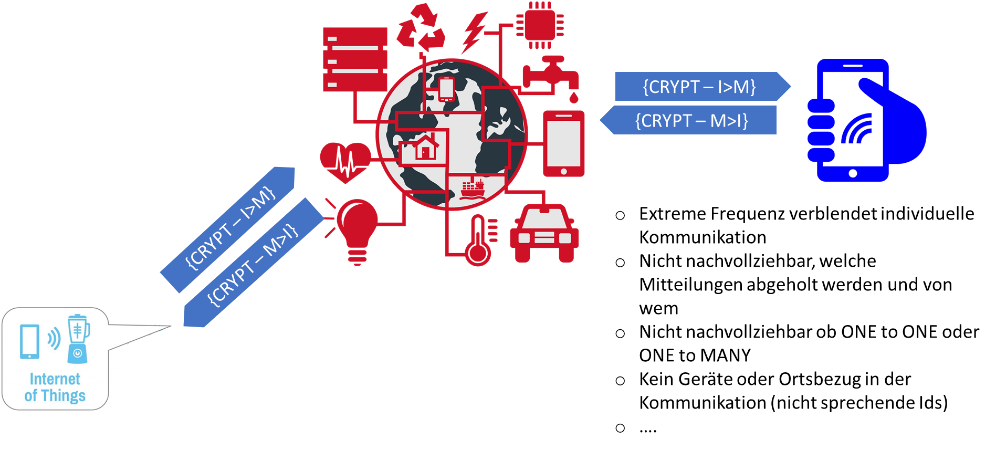 {CRYPT – I>M}
{CRYPT – M>I}
{CRYPT – I>M}
{CRYPT – M>I}
Internet
of Things
o Extreme Frequenz verblendet individuelle
Kommunikation
o Nicht nachvollziehbar, welche
Mitteilungen abgeholt werden und von
wem
o Nicht nachvollziehbar ob ONE to ONE oder
ONE to MANY
o Kein Geräte oder Ortsbezug in der
Kommunikation (nicht sprechende Ids)
o ....